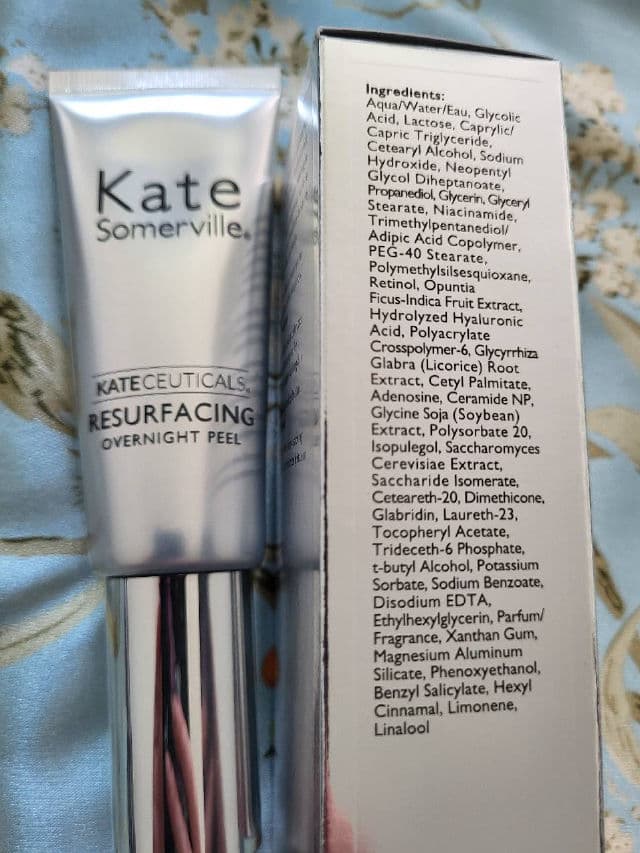 Kate
Somerville®
KATECEUTICALS®
RESURFACING
OVERNIGHT PEEL
Ingredients:
Aqua/Water/Eau, Glycolic
Acid, Lactose, Caprylic/
Capric Triglyceride,
Cetearyl Alcohol, Sodium
Hydroxide, Neopentyl
Glycol Diheptanoate,
Propanediol, Glycerin, Glyceryl
Stearate, Niacinamide,
Trimethylpentanediol/
Adipic Acid Copolymer,
PEG-40 Stearate,
Polymethylsilsesquioxane,
Retinol, Opuntia
Ficus-Indica Fruit Extract,
Hydrolyzed Hyaluronic
Acid, Polyacrylate
Crosspolymer-6, Glycyrrhiza
Glabra (Licorice) Root
Extract, Cetyl Palmitate,
Adenosine, Ceramide NP,
Glycine Soja (Soybean)
Extract, Polysorbate 20,
Isopulegol, Saccharomyces
Cerevisiae Extract,
Saccharide Isomerate,
Ceteareth-20, Dimethicone,
Glabridin, Laureth-23,
Tocopheryl Acetate,
Trideceth-6 Phosphate,
t-butyl Alcohol, Potassium
Sorbate, Sodium Benzoate,
Disodium EDTA,
Ethylhexylglycerin, Parfum/
Fragrance, Xanthan Gum,
Magnesium Aluminum
Silicate, Phenoxyethanol,
Benzyl Salicylate, Hexyl
Cinnamal, Limonene,
Linalool